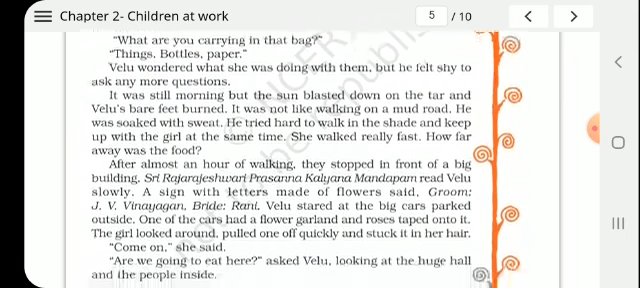 Chapter 2- Children at work
5 / 10
"What are you carrying in that bag?"
"Things. Bottles, paper."
Velu wondered what she was doing with them, but he felt shy to
ask any more questions.
It was still morning but the sun blasted down on the tar and
Velu's bare feet burned. It was not like walking on a mud road. He
was soaked with sweat. He tried hard to walk in the shade and keep
up with the girl at the same time. She walked really fast. How far
away was the food?
After almost an hour of walking, they stopped in front of a big
building. Sri Rajarajeshwari Prasanna Kalyana Mandapam read Velu
slowly. A sign with letters made of flowers said, Groom:
J. V. Vinayagan, Bride: Rani. Velu stared at the big cars parked
outside. One of the cars had a flower garland and roses taped onto it.
The girl looked around, pulled one off quickly and stuck it in her hair.
"Come on," she said.
"Are we going to eat here?" asked Velu, looking at the huge hall
and the people inside.